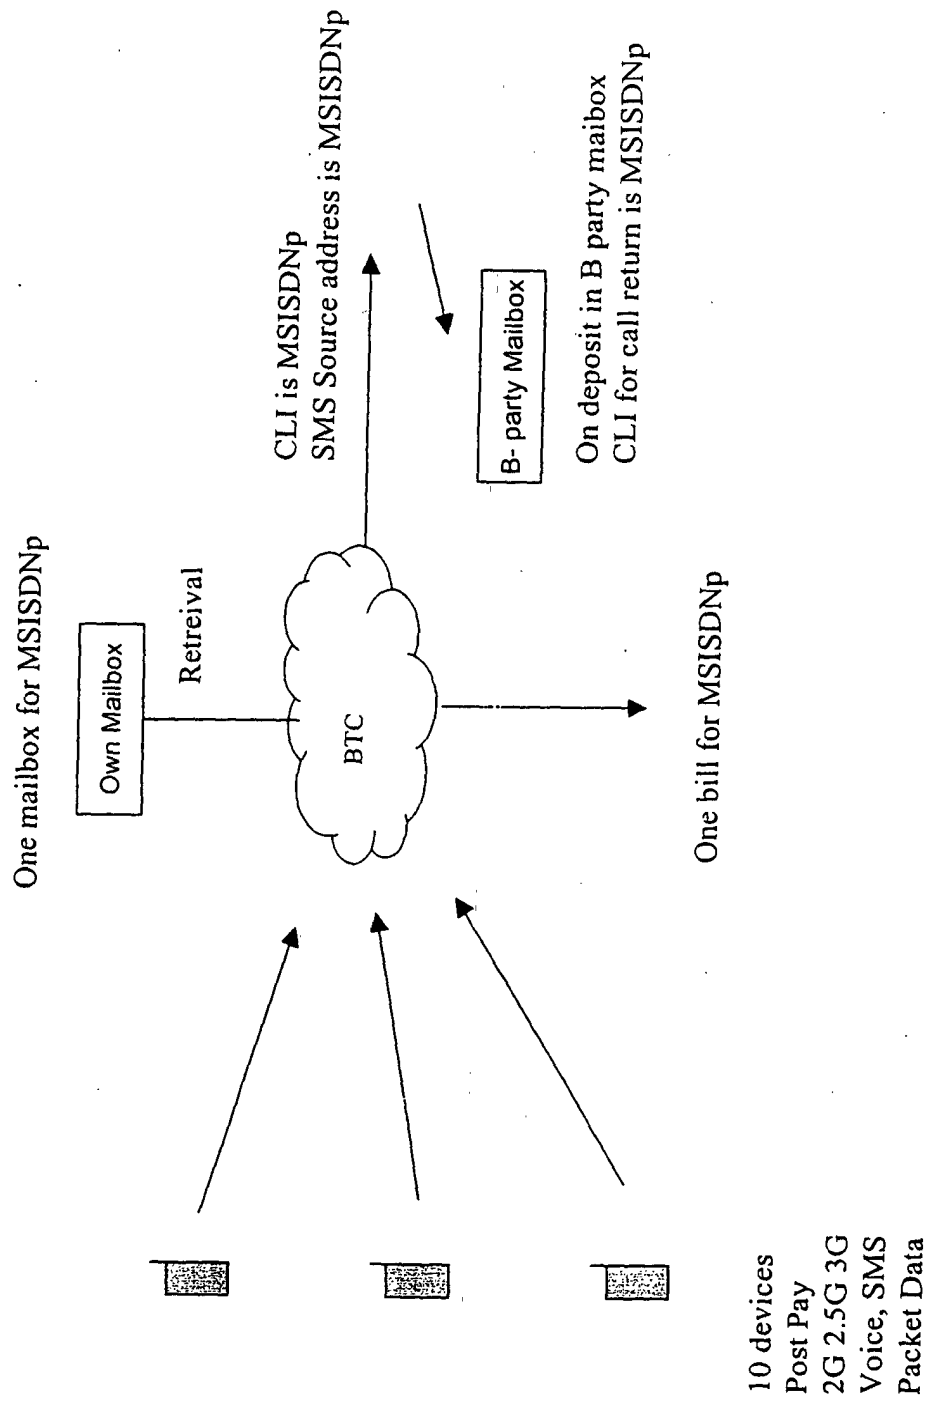 One mailbox for MSISDNp
Own Mailbox
Retreival
CLI is MSISDNp
SMS Source address is MSISDNp
BTC
B- party Mailbox
On deposit in B party maibox
CLI for call return is MSISDNp
One bill for MSISDNp
10 devices
Post Pay
2G 2.5G 3G
Voice, SMS
Packet Data